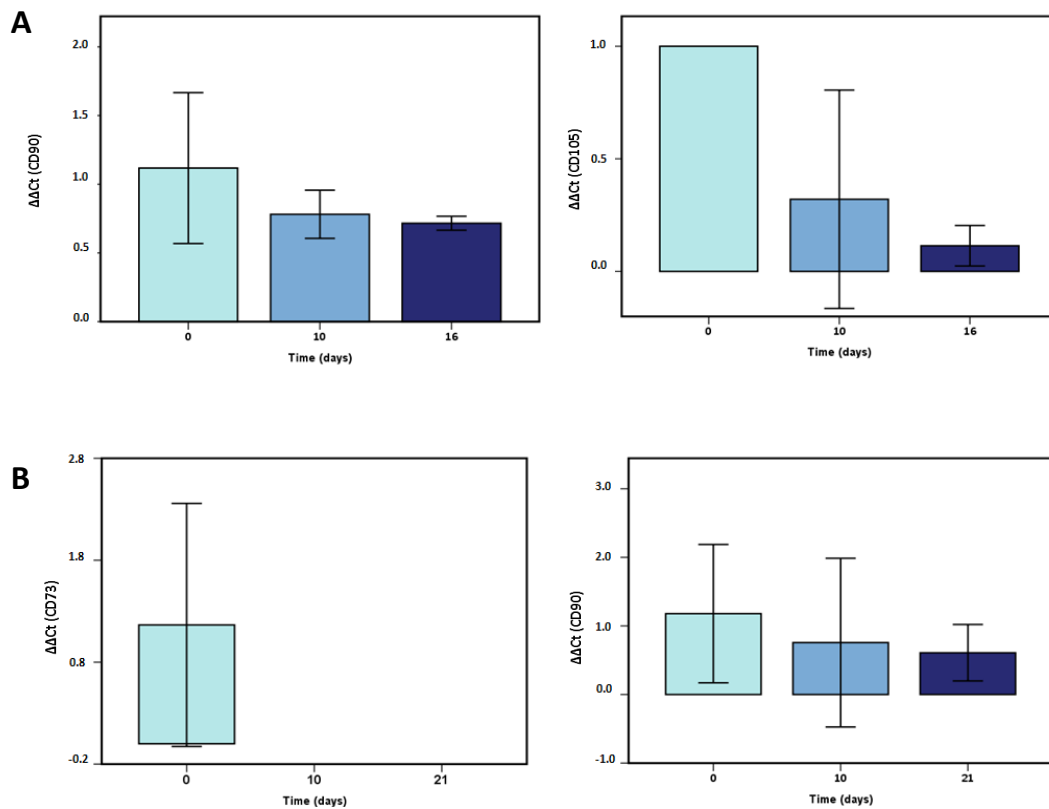 A
ΔΔCt (CD90)
2.0
1.5
1.0
0.5
0.0
0 10 16
Time (days)
ΔΔCt (CD105)
1.0
0.5
0.0
0 10 16
Time (days)
B
ΔΔCt (CD73)
2.8
1.8
0.8
-0.2
0 10 21
Time (days)
ΔΔCt (CD90)
3.0
2.0
1.0
0.0
-1.0
0 10 21
Time (days)